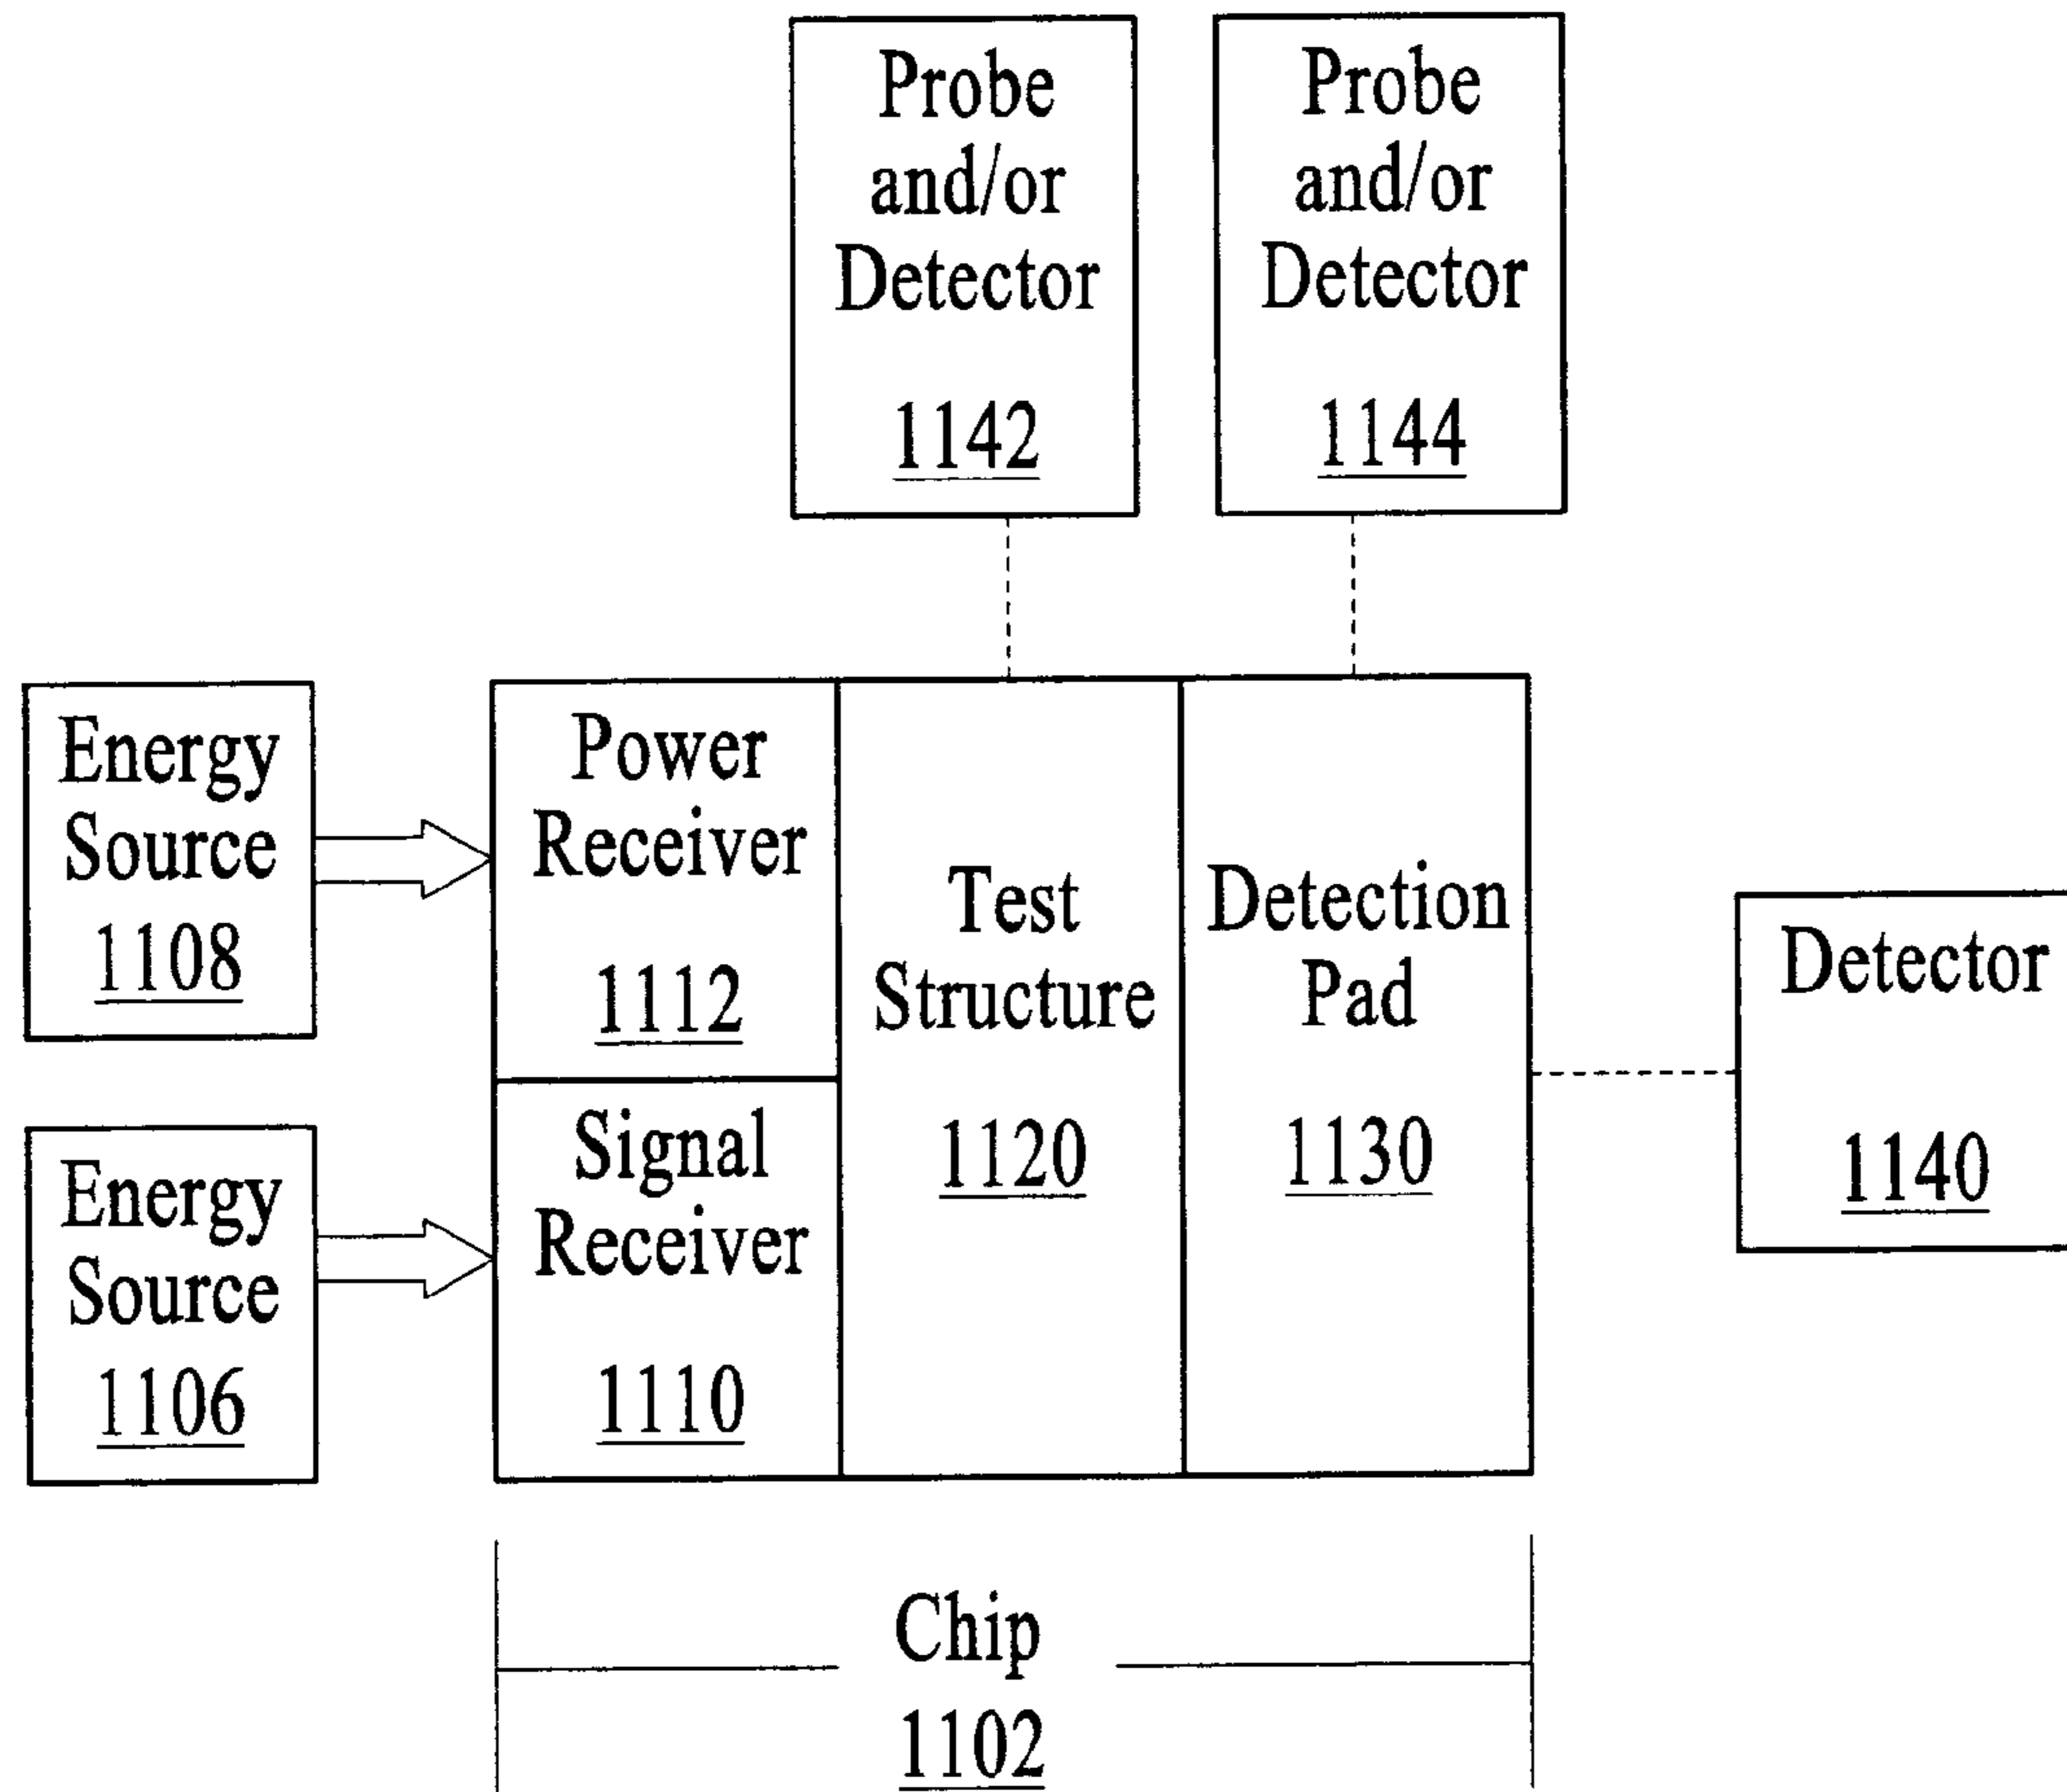 Probe
and/or
Detector
1142
Probe
and/or
Detector
1144
Energy
Source
1108
Energy
Source
1106
Power
Receiver
1112
Signal
Receiver
1110
Test
Structure
1120
Detection
Pad
1130
Detector
1140
Chip
1102